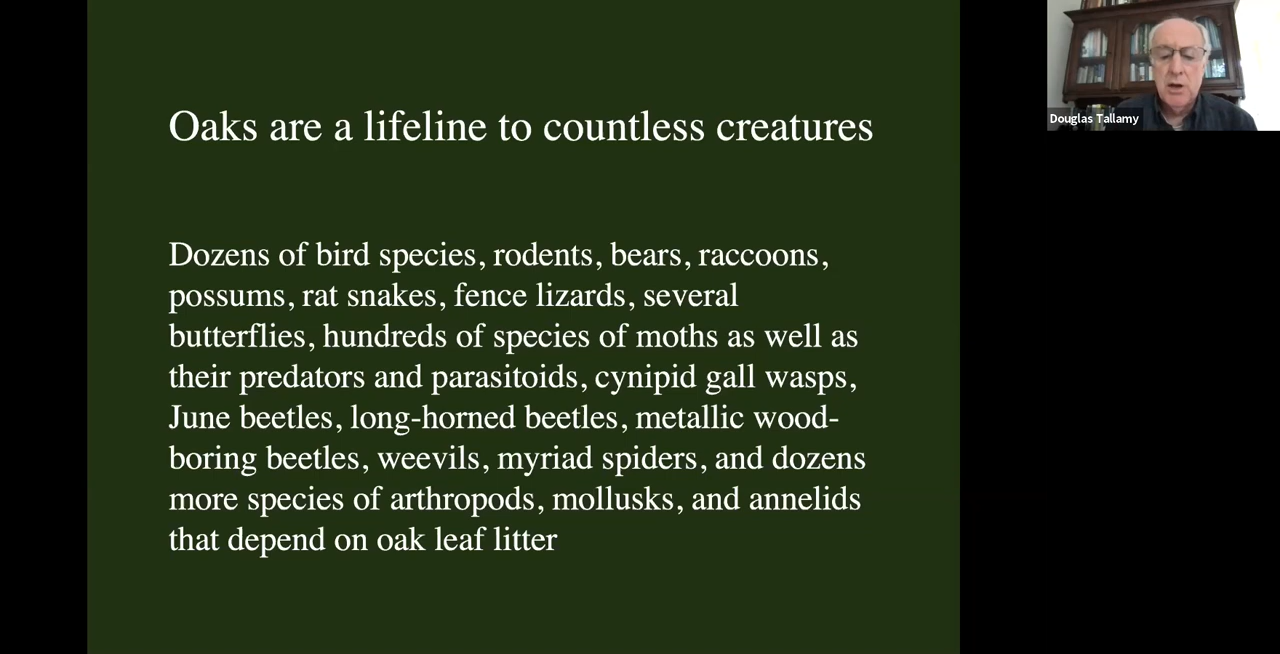 Oaks are a lifeline to countless creatures
Dozens of bird species, rodents, bears, raccoons,
possums, rat snakes, fence lizards, several
butterflies, hundreds of species of moths as well as
their predators and parasitoids, cynipid gall wasps,
June beetles, long-horned beetles, metallic wood-
boring beetles, weevils, myriad spiders, and dozens
more species of arthropods, mollusks, and annelids
that depend on oak leaf litter
Douglas Tallamy